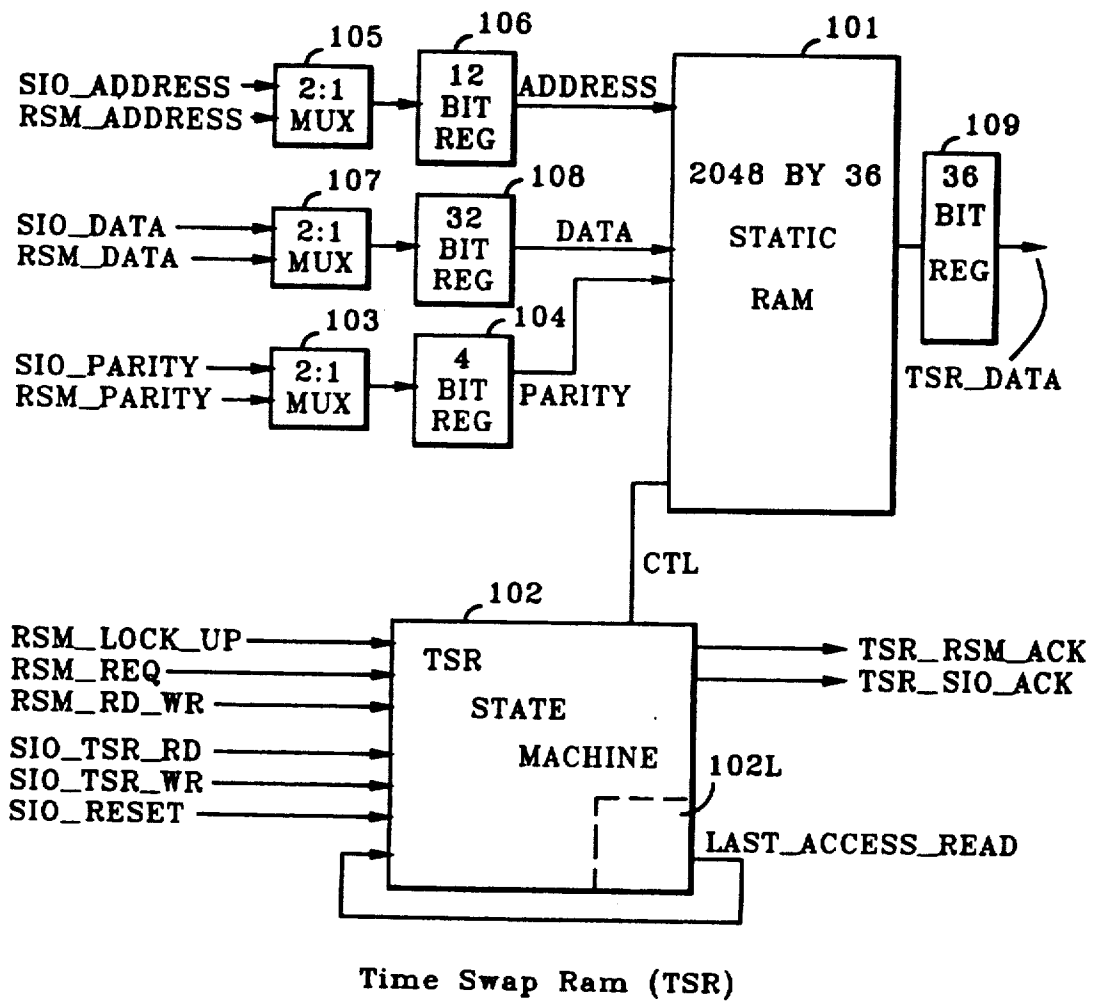 105
106
101
SIO_ADDRESS
RSM_ADDRESS
2:1
MUX
12
BIT
REG
ADDRESS
109
107
108
2048 BY 36
STATIC
RAM
36
BIT
REG
SIO_DATA
RSM_DATA
2:1
MUX
32
BIT
REG
DATA
103
104
SIO_PARITY
RSM_PARITY
2:1
MUX
4
BIT
REG
PARITY
TSR_DATA
CTL
102
RSM_LOCK_UP
RSM_REQ
RSM_RD_WR
SIO_TSR_RD
SIO_TSR_WR
SIO_RESET
TSR
STATE
MACHINE
TSR_RSM_ACK
TSR_SIO_ACK
102L
LAST_ACCESS_READ
Time Swap Ram (TSR)